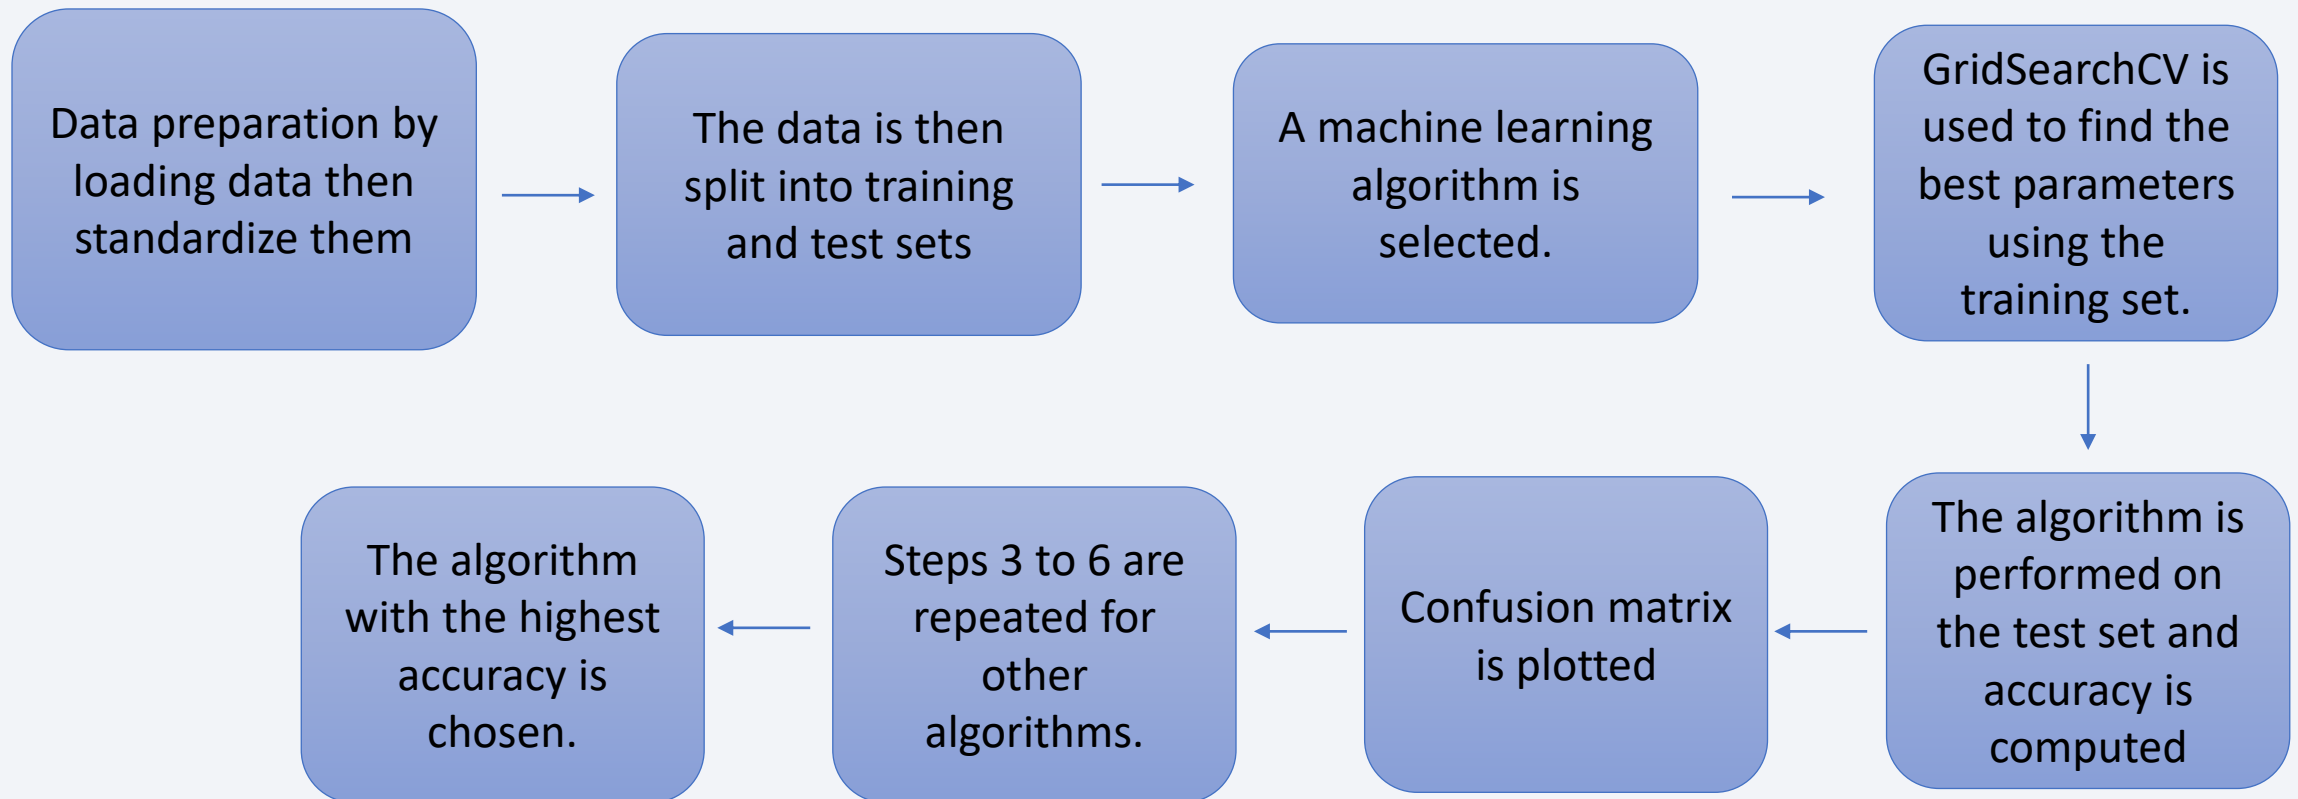 Data preparation by
loading data then
standardize them
The data is then
split into training
and test sets
A machine learning
algorithm is
selected.
GridSearchCV is
used to find the
best parameters
using the
training set.
The algorithm is
performed on
the test set and
accuracy is
computed
Confusion matrix
is plotted
Steps 3 to 6 are
repeated for
other
algorithms.
The algorithm
with the highest
accuracy is
chosen.